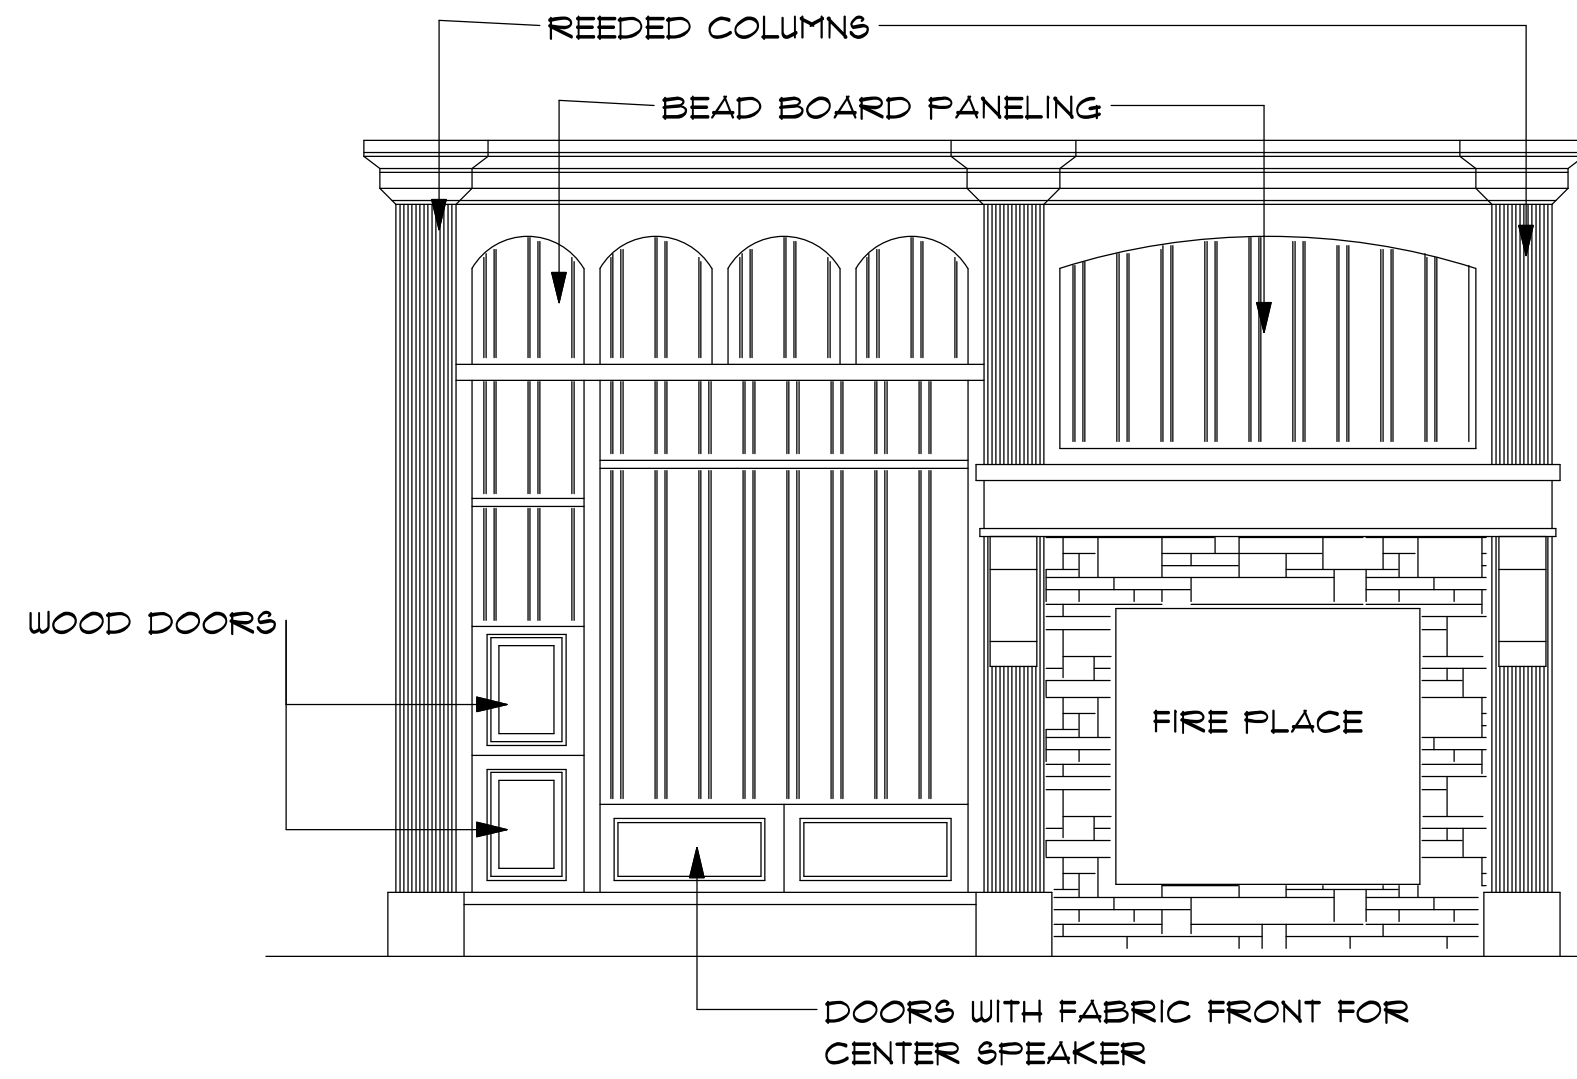 REEDED COLUMNS
BEAD BOARD PANELING
WOOD DOORS
FIRE PLACE
DOORS WITH FABRIC FRONT FOR
CENTER SPEAKER